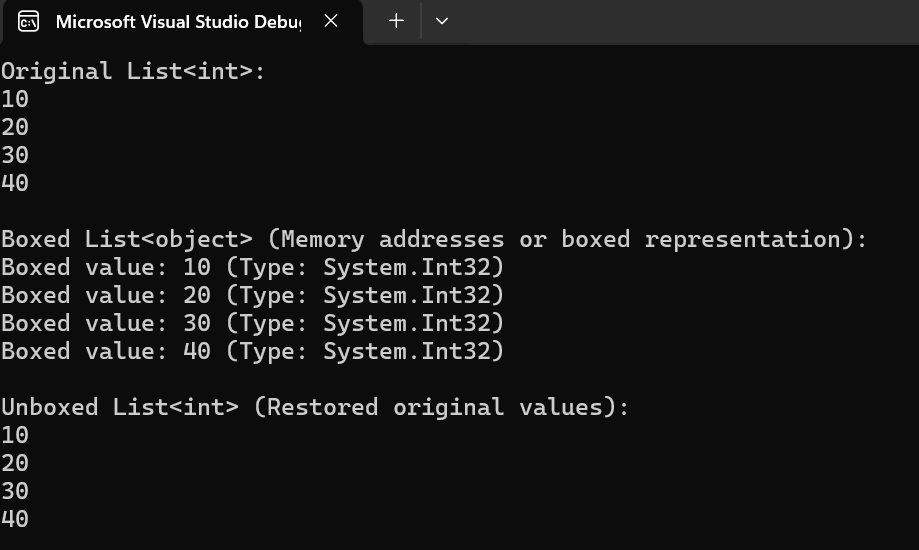 Microsoft Visual Studio Debu
Original List<int>:
10
20
30
40
Boxed List<object> (Memory addresses or boxed representation):
Boxed value: 10 (Type: System.Int32)
Boxed value: 20 (Type: System.Int32)
Boxed value: 30 (Type: System.Int32)
Boxed value: 40 (Type: System.Int32)
Unboxed List<int> (Restored original values):
10
20
30
40